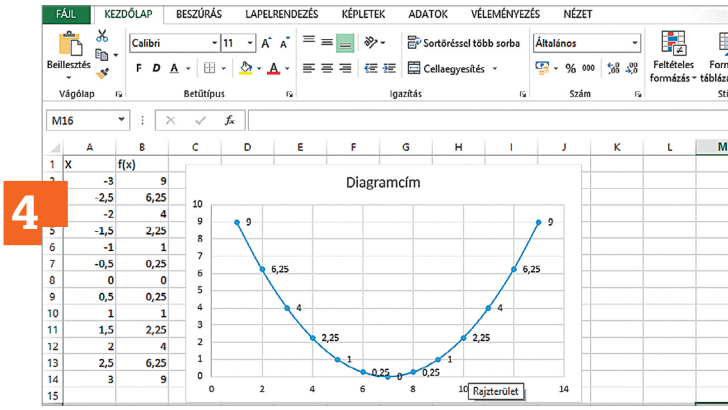 FÁJL KEZDŐLAP BESZÚRÁS LAPELRENDEZÉS KÉPLETEK ADATOK VÉLEMÉNYEZÉS NÉZET
Calibri 11 A A Sortöréssel több sorba Általános
Beillesztés F D A A Cellaegyesítés % 000 Feltételes
formázás
Vágólap Betűtípus Igazítás Szám
M16 fx
A B C D E F G H I J K L M
1 X f(x)
-3 9
-2,5 6,25
4
-2 4
5 -1,5 2,25
6 -1 1
7 -0,5 0,25
8 0 0
9 0,5 0,25
10 1 1
11 1,5 2,25
12 2 4
13 2,5 6,25
14 3 9
15
Diagramcím
10
9
8
7
6
5
4
3
2
1
0
9 6,25 4 2,25 1 0,25 0 0,25 1 2,25 4 6,25 9
0 2 4 6 8 10 14
Rajzterület